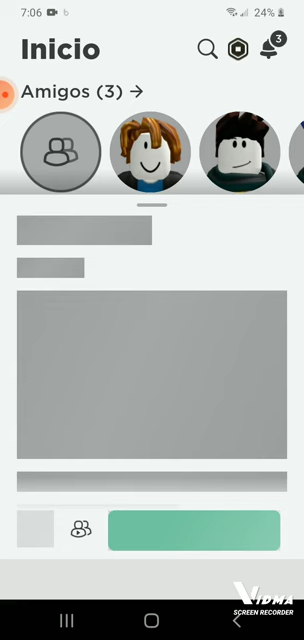 7:06
24%
Inicio
3
Amigos (3) →
VIDMA
SCREEN RECORDER